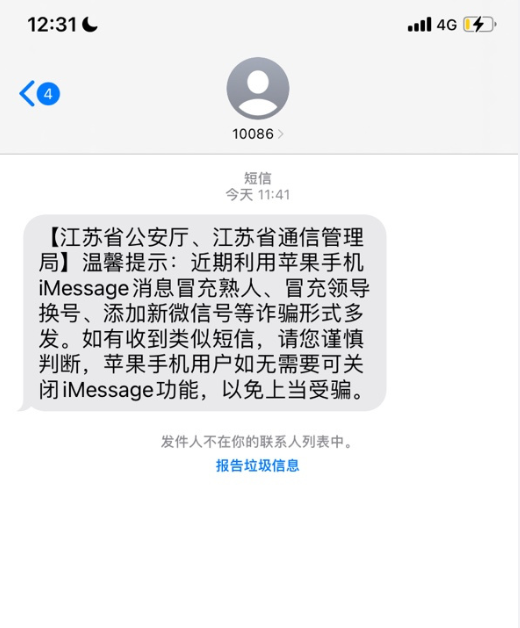 12:31
4G
4
10086
短信
今天 11:41
【江苏省公安厅、江苏省通信管理
局】温馨提示：近期利用苹果手机
iMessage消息冒充熟人、冒充领导
换号、添加新微信号等诈骗形式多
发。如有收到类似短信，请您谨慎
判断，苹果手机用户如无需要可关
闭iMessage功能，以免上当受骗。
发件人不在你的联系人列表中。
报告垃圾信息